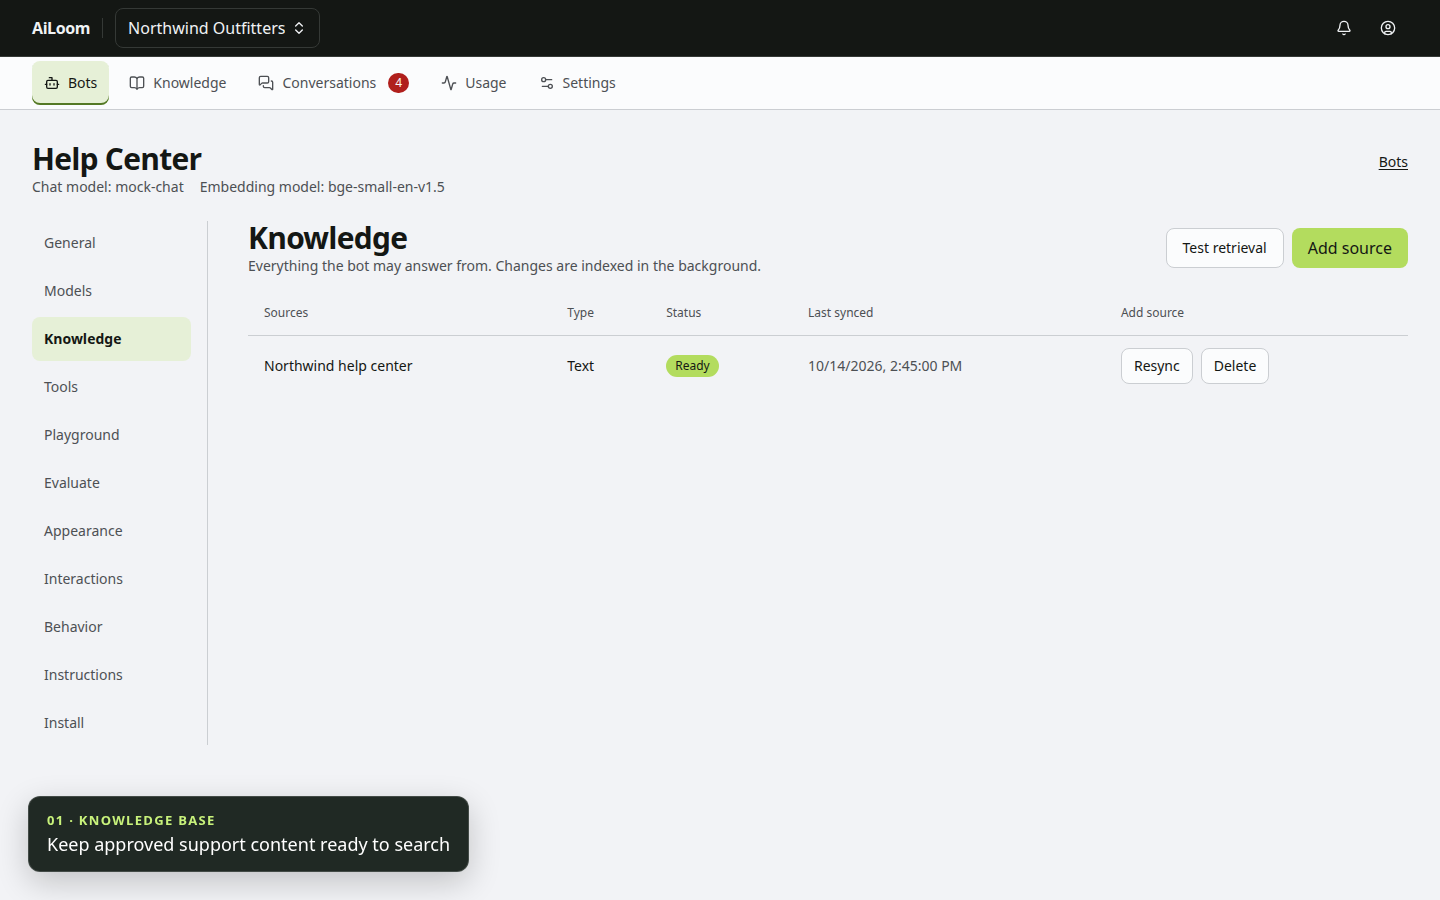 AiLoom
Northwind Outfitters
Bots
Knowledge
Conversations 4
Usage
Settings
Help Center
Bots
Chat model: mock-chat Embedding model: bge-small-en-v1.5
General
Models
Knowledge
Tools
Playground
Evaluate
Appearance
Interactions
Behavior
Instructions
Install
Knowledge
Everything the bot may answer from. Changes are indexed in the background.
Test retrieval
Add source
Sources Type Status Last synced Add source
Northwind help center Text Ready 10/14/2026, 2:45:00 PM Resync Delete
01 · KNOWLEDGE BASE
Keep approved support content ready to search